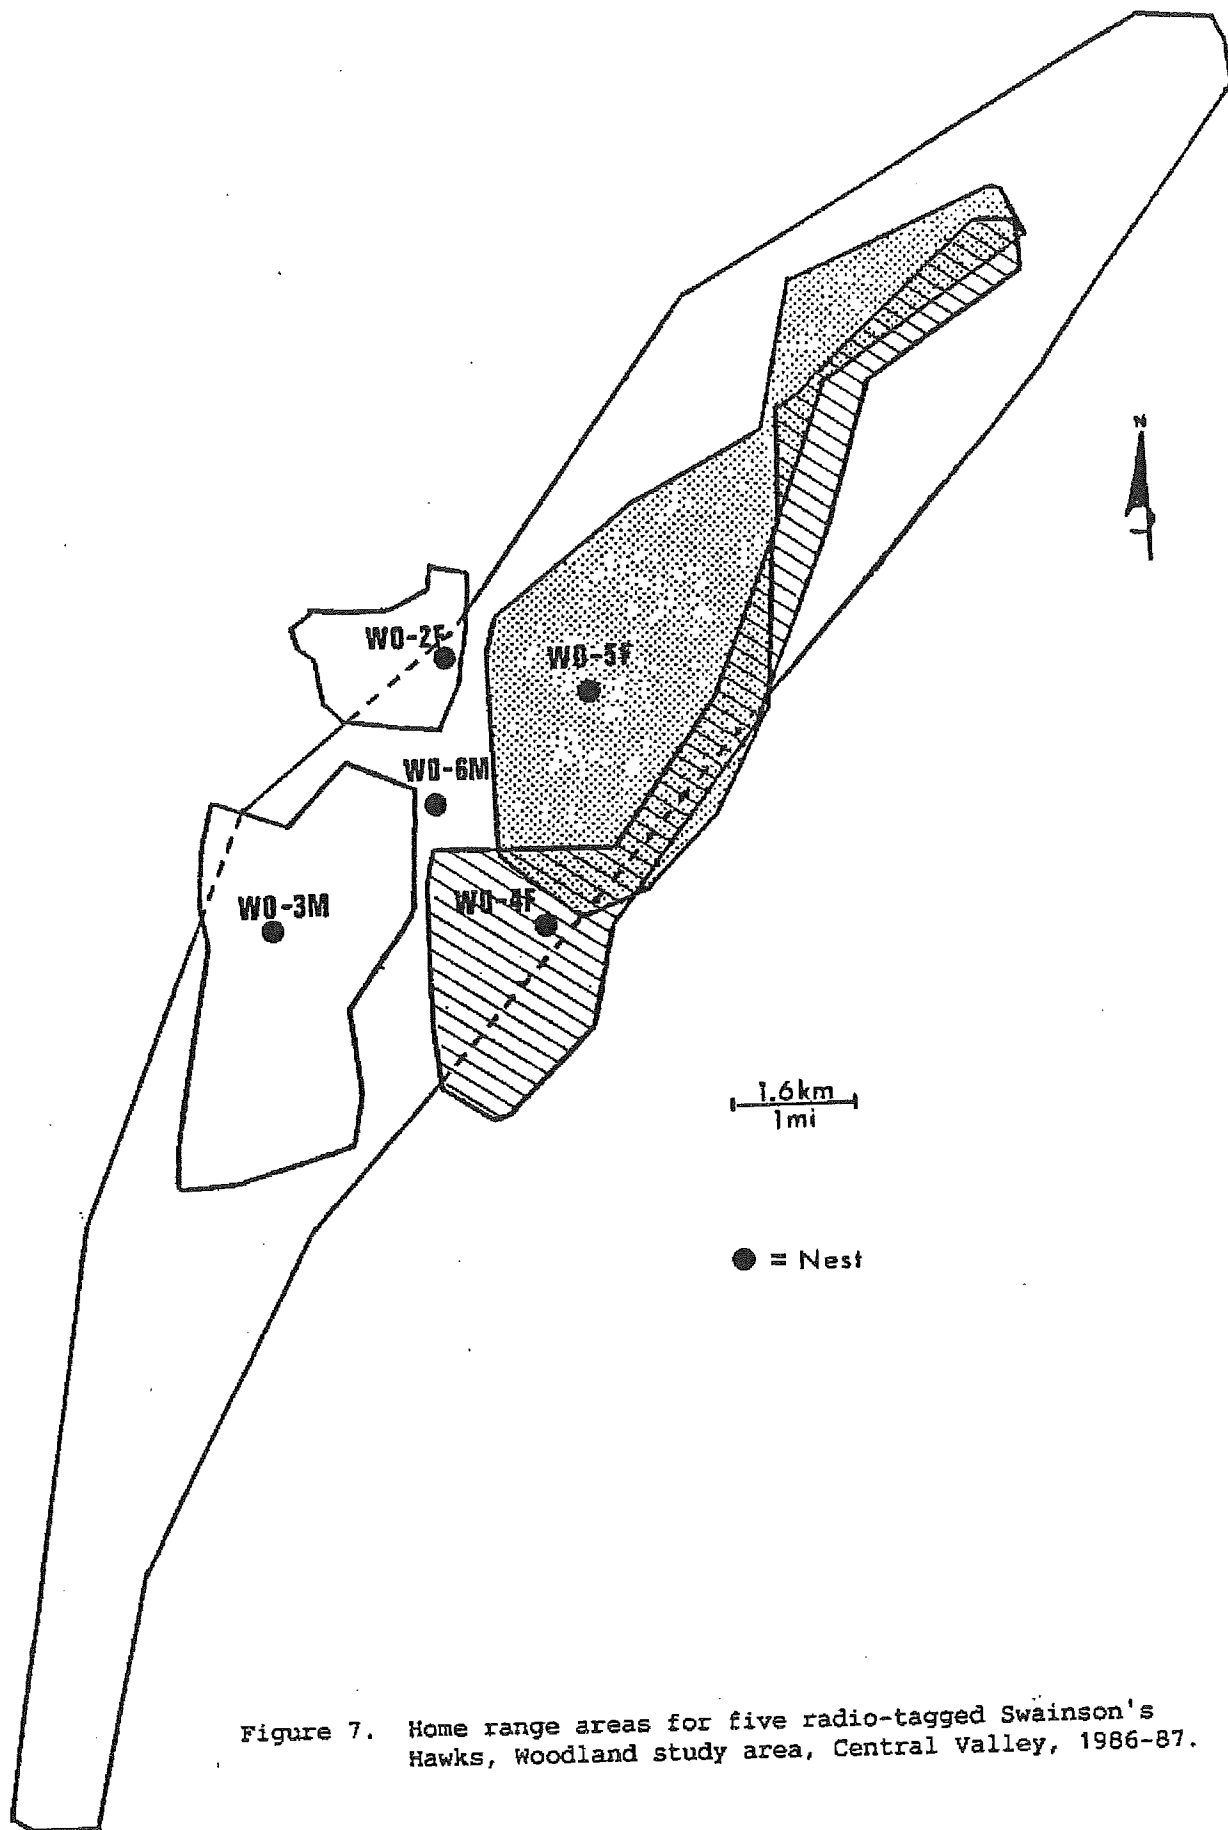 N
WO-2F
WO-5F
WO-6M
WO-4F
WO-3M
1.6km
1mi
= Nest
Figure 7. Home range areas for five radio-tagged Swainson's
Hawks, Woodland study area, Central Valley, 1986-87.